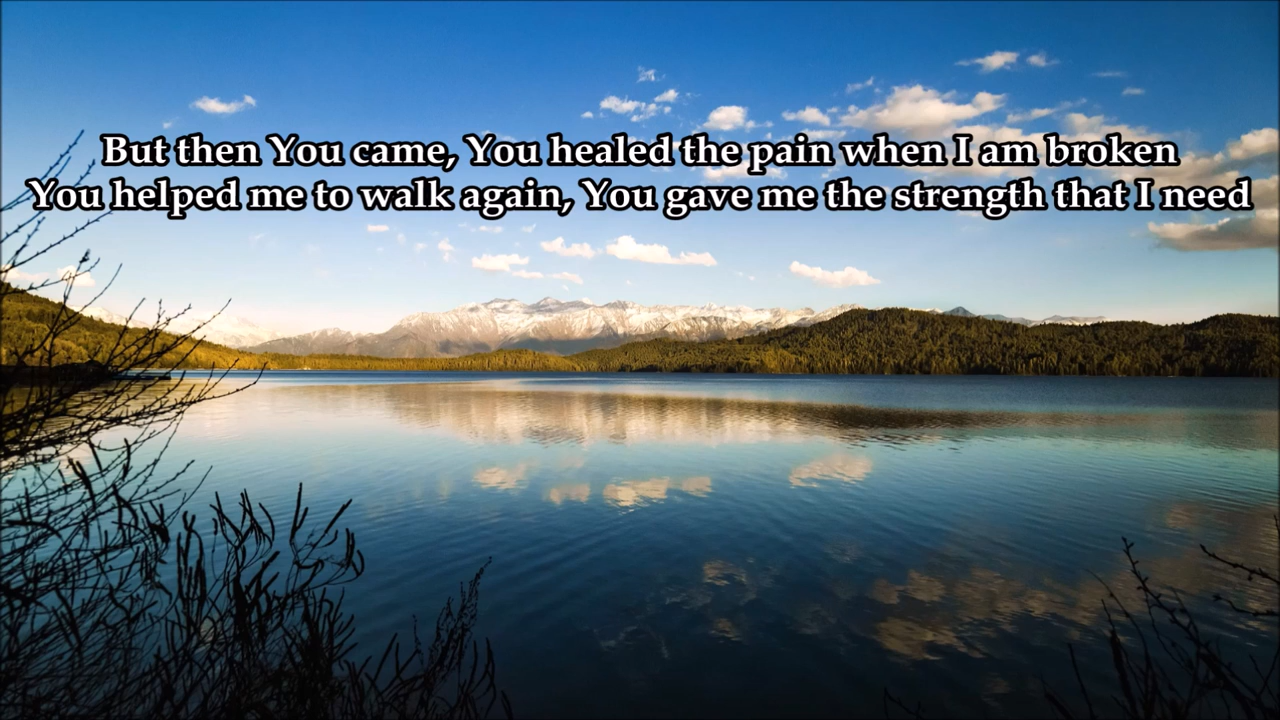 But then You came, You healed the pain when I am broken
You helped me to walk again, You gave me the strength that I need